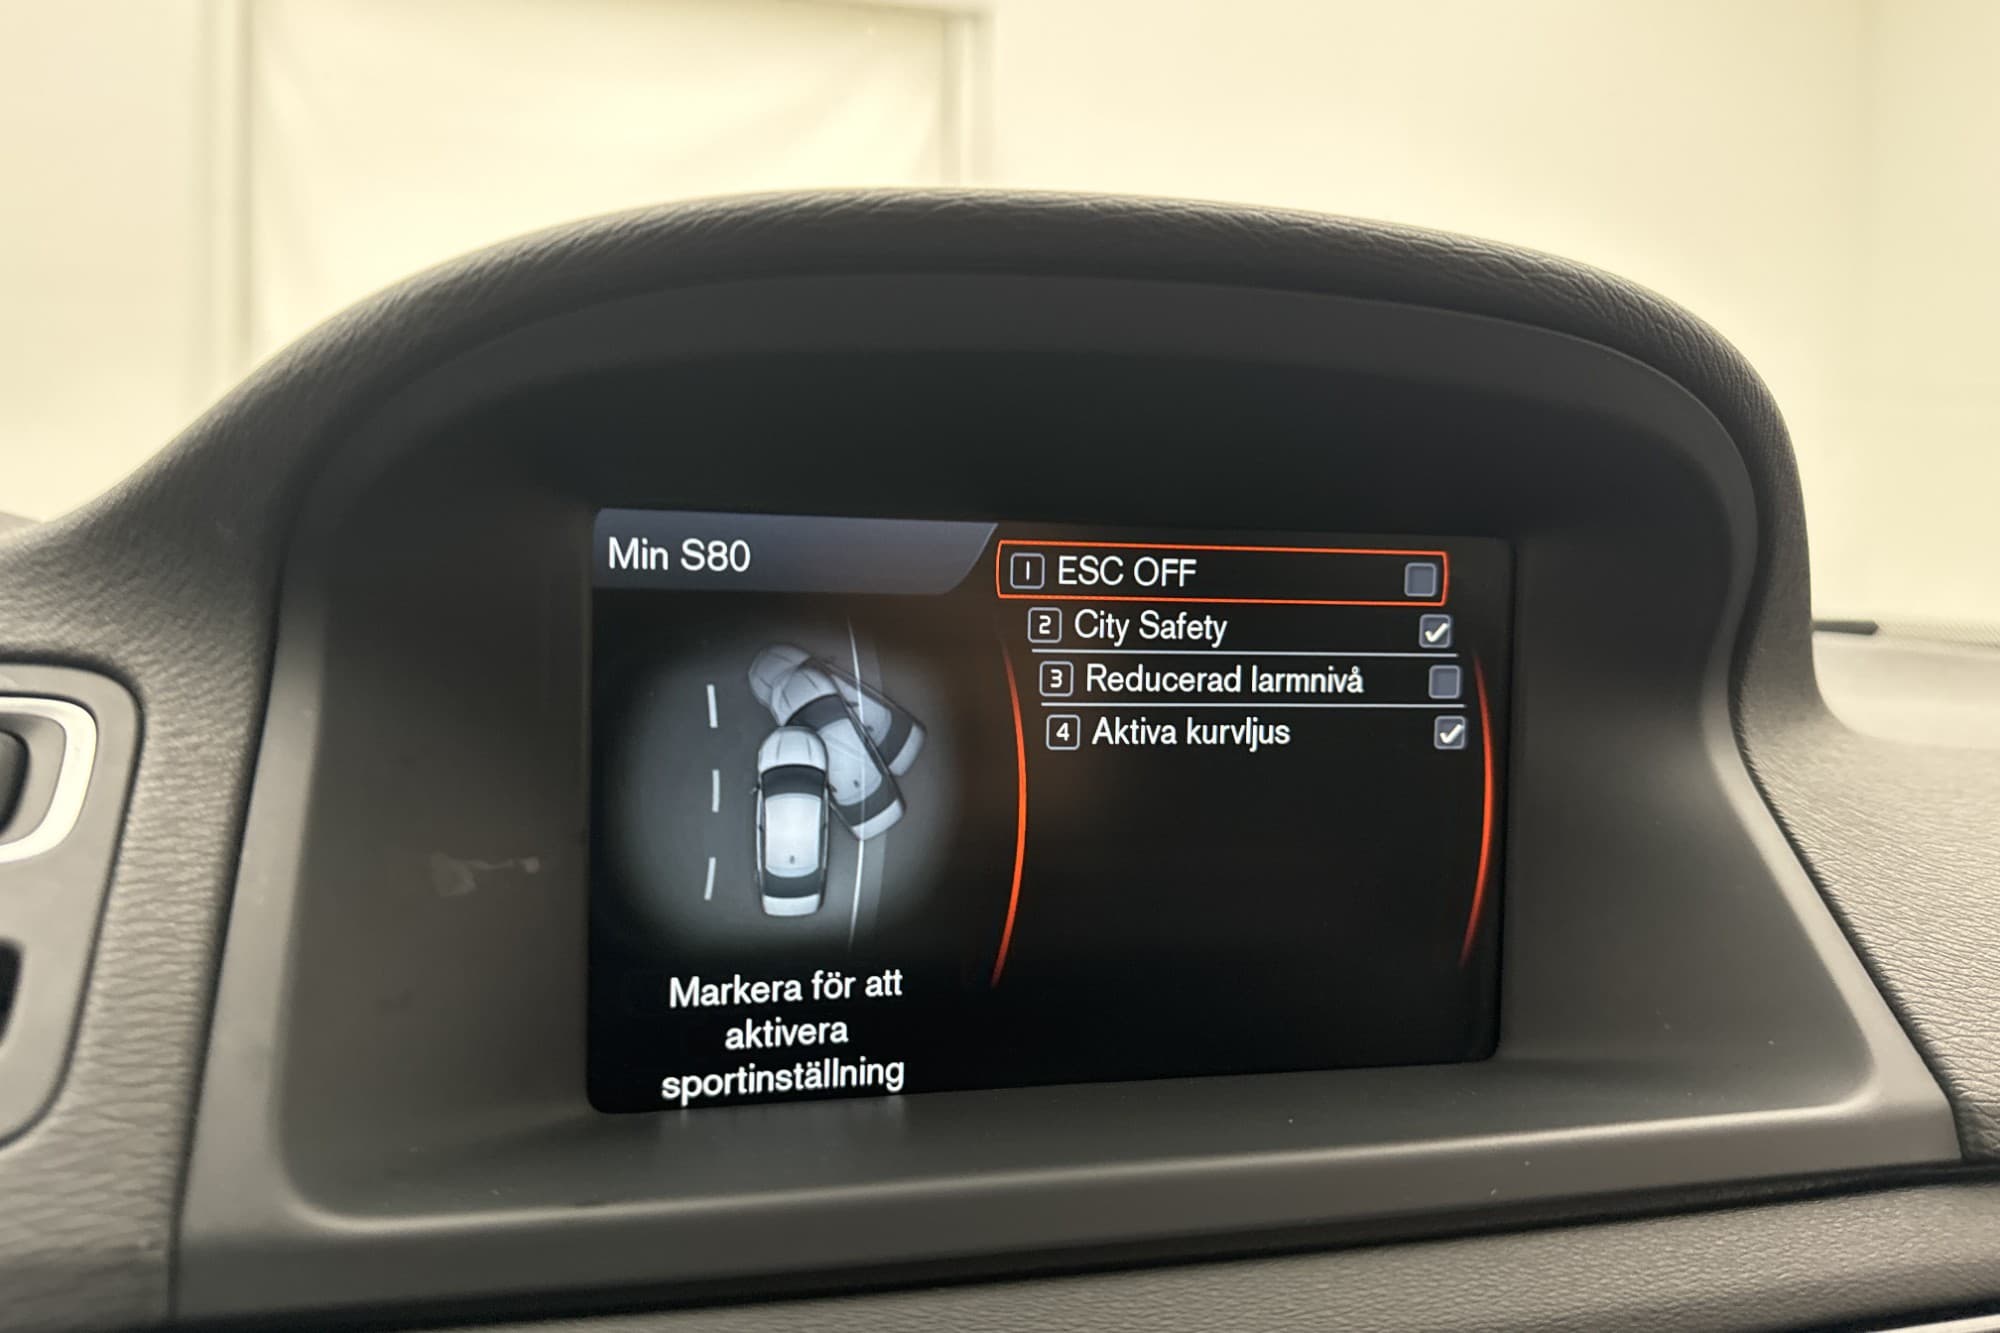 Min S80
1 ESC OFF
2 City Safety
3 Reducerad larmnivå
4 Aktiva kurvljus
Markera för att
aktivera
sportinställning